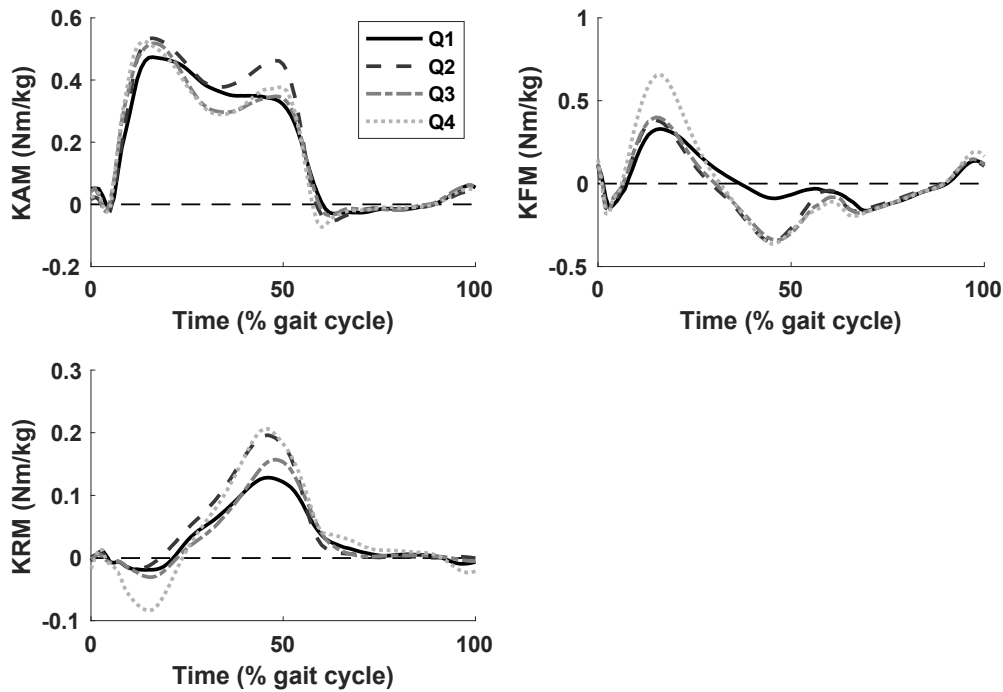 0.6
0.4
0.2
0
-0.2
KAM (Nm/kg)
0
50
100
Time (% gait cycle)
Q1
Q2
Q3
Q4
1
0.5
0
-0.5
KFM (Nm/kg)
0
50
100
Time (% gait cycle)
0.3
0.2
0.1
0
-0.1
KRM (Nm/kg)
0
50
100
Time (% gait cycle)